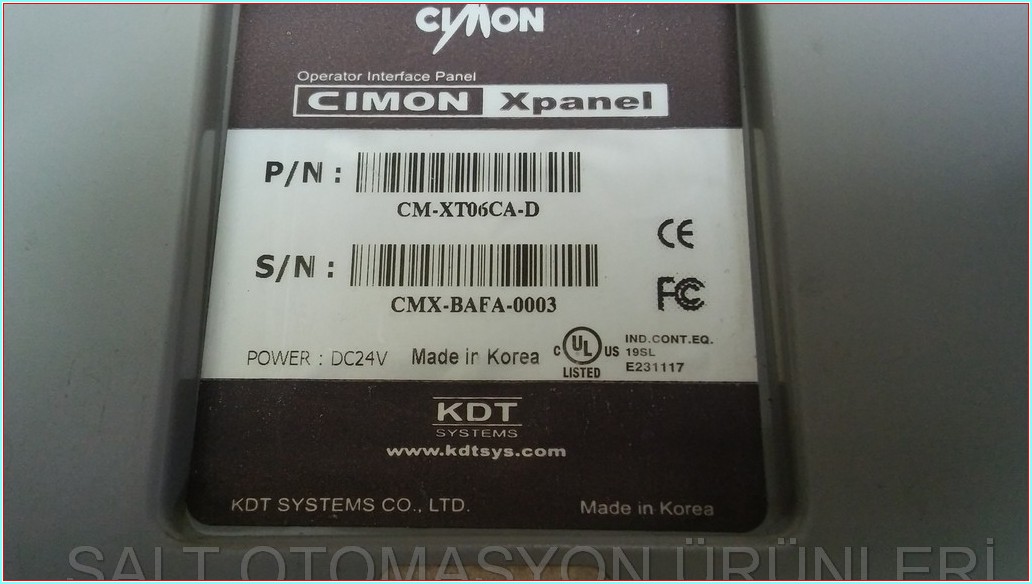 CIMON
Operator Interface Panel
CIMON Xpanel
P/N :
CM-XT06CA-D
S/N :
CMX-BAFA-0003
POWER : DC24V Made in Korea
C UL US
LISTED
IND.CONT.EQ.
19SL
E231117
CE
FC
KDT
SYSTEMS
www.kdtsys.com
KDT SYSTEMS CO., LTD. Made in Korea
SALT OTOMASYON ÜRÜNLERİ